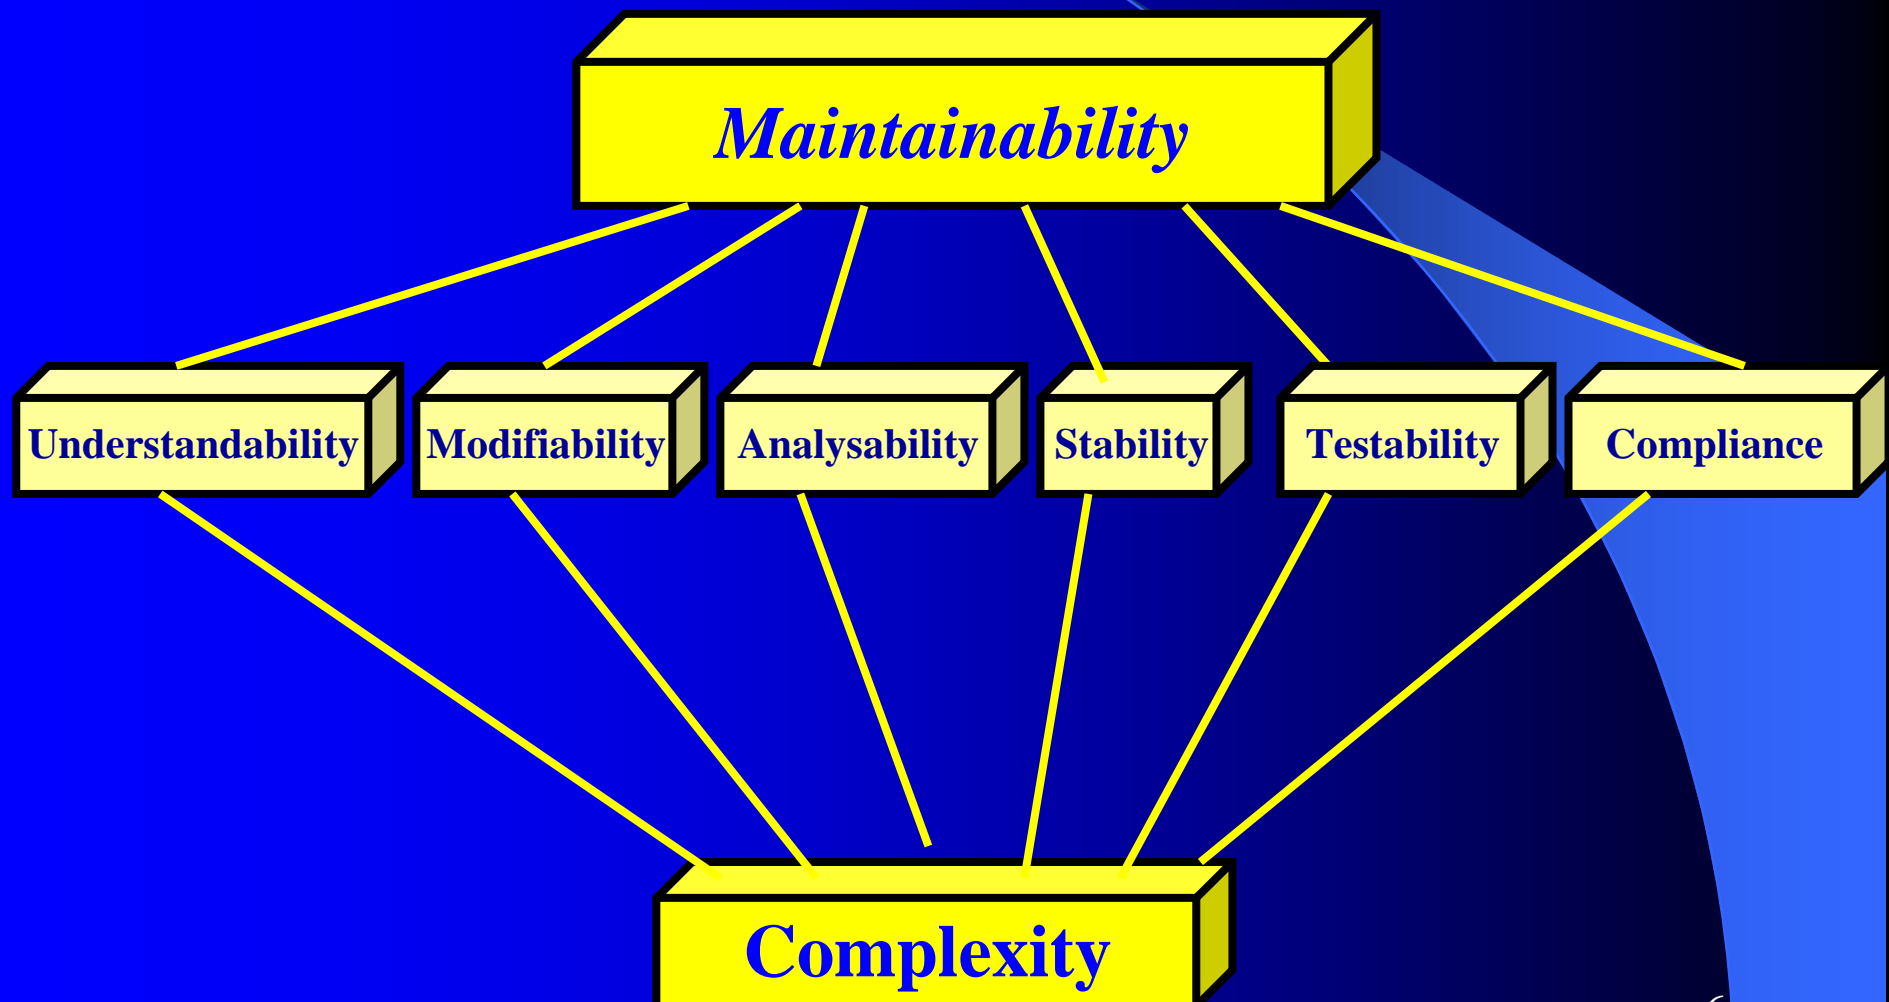 Maintainability
Understandability Modifiability Analysability Stability Testability Compliance
Complexity